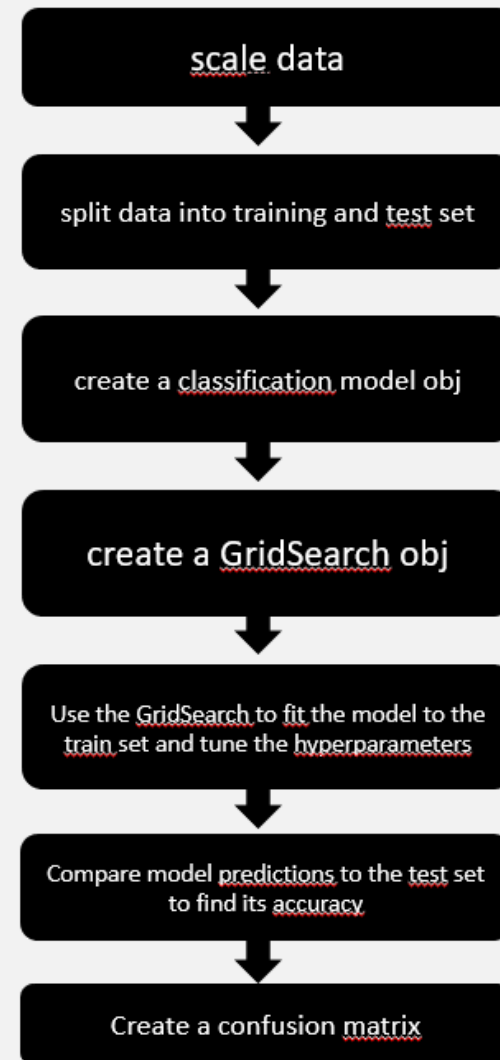 scale data
split data into training and test set
create a classification model obj
create a GridSearch obj
Use the GridSearch to fit the model to the
train set and tune the hyperparameters
Compare model predictions to the test set
to find its accuracy
Create a confusion matrix